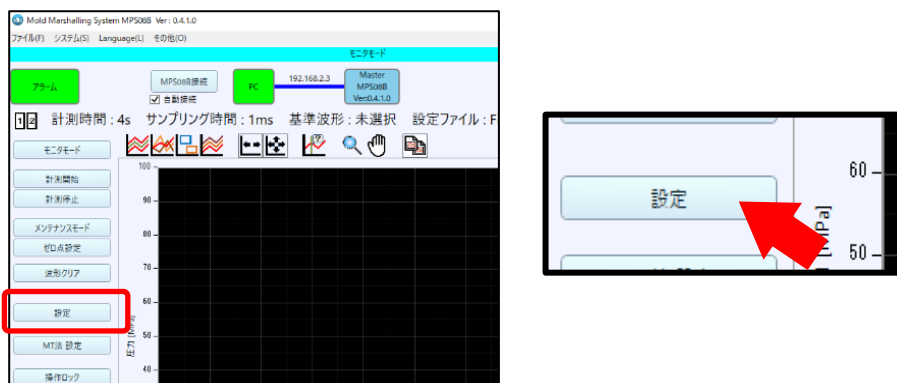 Mold Marshalling System MPS08B Ver : 0.4.1.0
ファイル(F) システム(S) Language(L) その他(O)
モニタモード
アラーム
MPS08B接続
自動接続
PC
192.168.2.3
Master
MPS08B
Ver:0.4.1.0
1 2 計測時間 : 4s サンプリング時間 : 1ms 基準波形 : 未選択 設定ファイル : F
モニタモード
計測開始
計測停止
メンテナンスモード
ゼロ点設定
波形クリア
設定
MT法 設定
操作ロック
100
90
80
70
60
50
40
圧力 [MPa]
設定
60
50
[MPa]